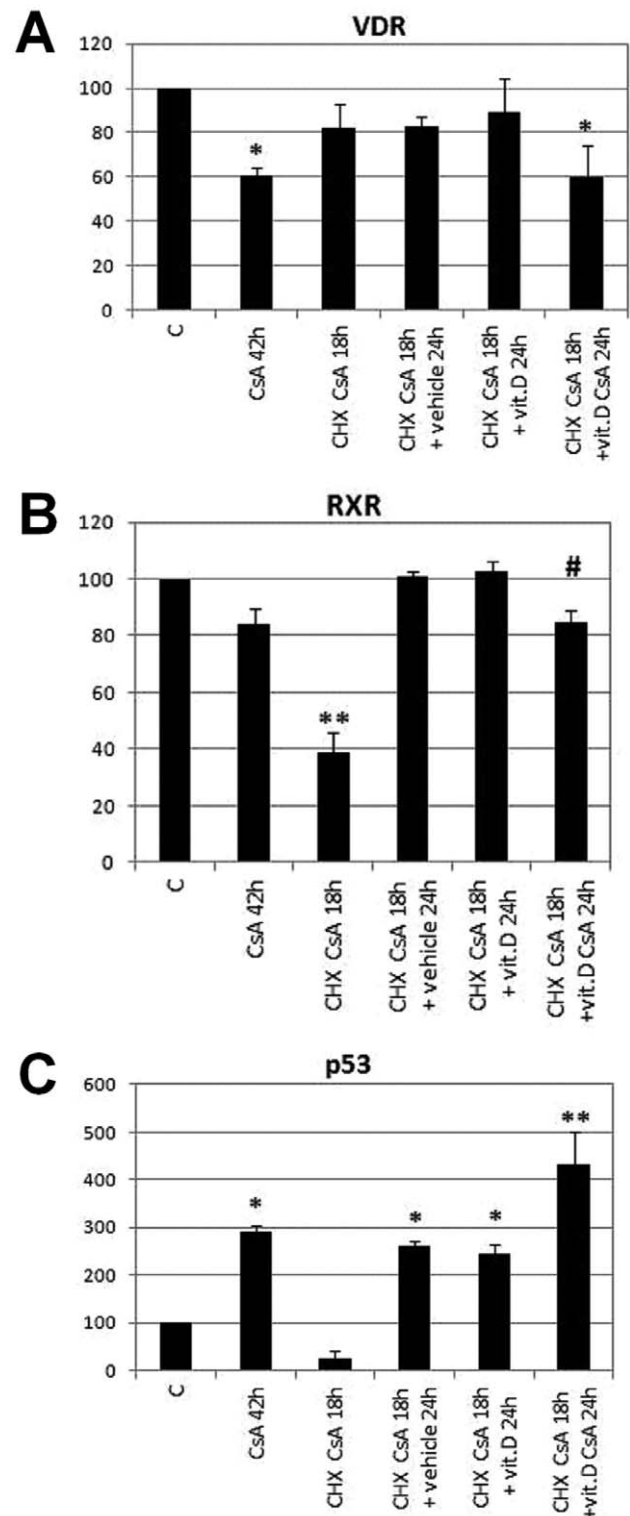 A
VDR
120
100
80
60
40
20
0
*
*
C
CsA 42h
CHX CsA 18h
CHX CsA 18h
+ vehicle 24h
CHX CsA 18h
+ vit.D 24h
CHX CsA 18h
+vit.D CsA 24h
B
RXR
120
100
80
60
40
20
0
**
#
C
CsA 42h
CHX CsA 18h
CHX CsA 18h
+ vehicle 24h
CHX CsA 18h
+ vit.D 24h
CHX CsA 18h
+vit.D CsA 24h
C
p53
600
500
400
300
200
100
0
*
*
*
**
C
CsA 42h
CHX CsA 18h
CHX CsA 18h
+ vehicle 24h
CHX CsA 18h
+ vit.D 24h
CHX CsA 18h
+vit.D CsA 24h